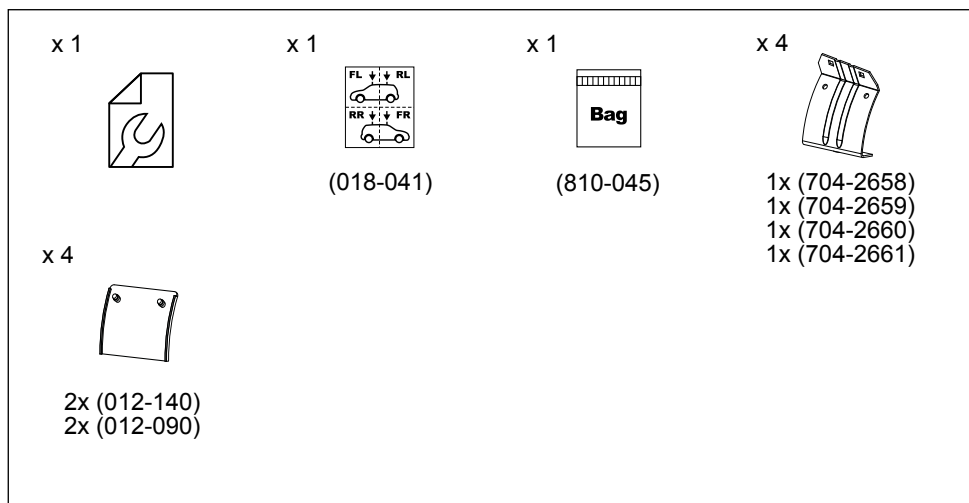 x 1
x 1
x 1
x 4
FL RL
RR FR
Bag
(018-041)
(810-045)
1x (704-2658)
1x (704-2659)
1x (704-2660)
1x (704-2661)
x 4
2x (012-140)
2x (012-090)